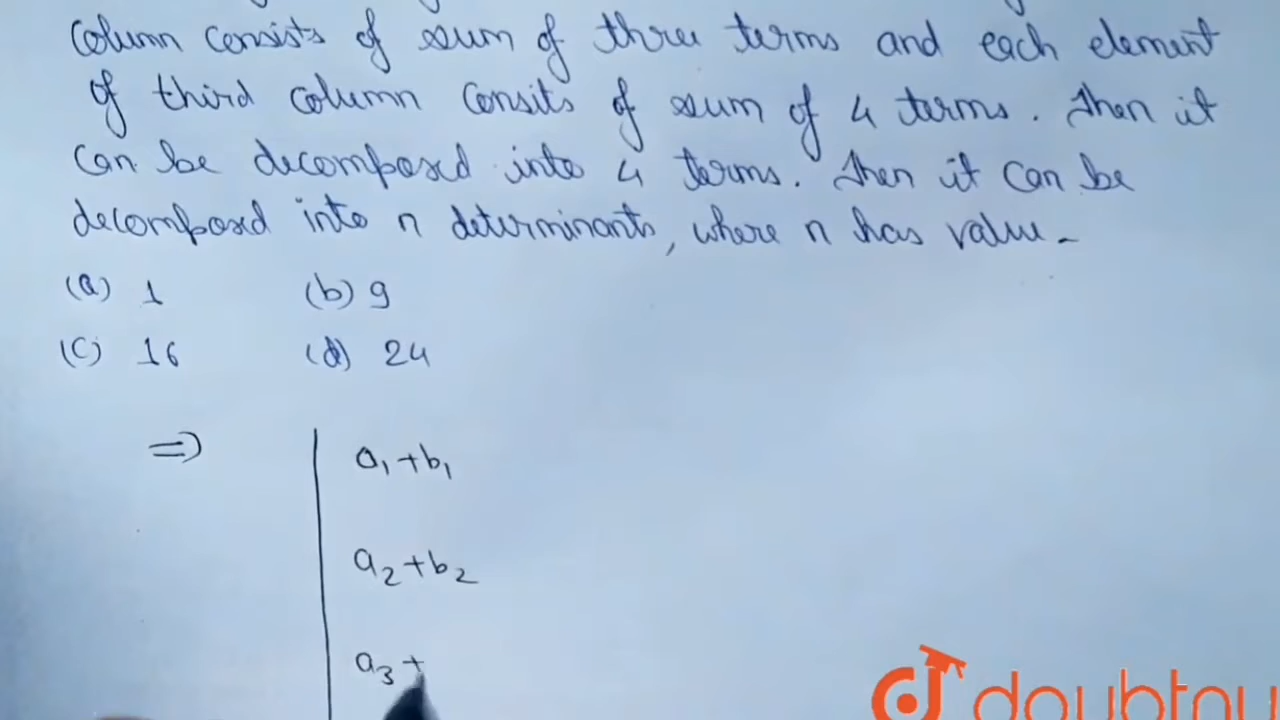 column consists of sum of three terms and each element
of third column consits of sum of 4 terms. Then it
can be decomposed into 4 terms. Then it can be
decomposed into n determinants, where n has value -
(a) 1 (b) 9
(c) 16 (d) 24
=> | a₁+b₁
a₂+b₂
a₃+
doubtnut